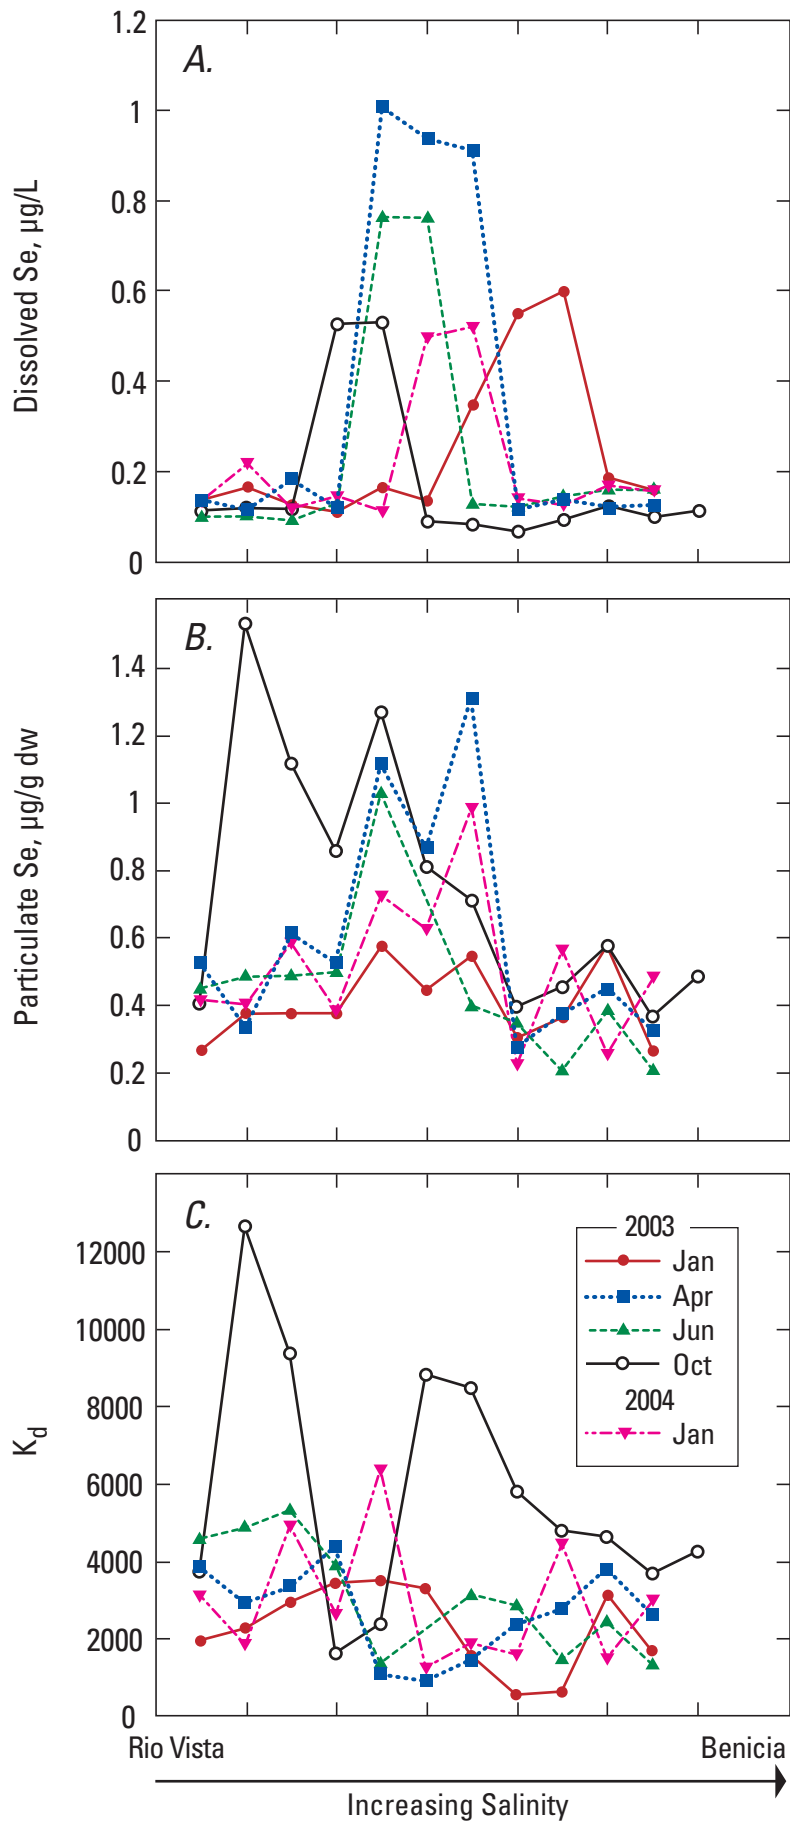 A.
Dissolved Se, µg/L
1.2
1
0.8
0.6
0.4
0.2
0
B.
Particulate Se, µg/g dw
1.4
1.2
1
0.8
0.6
0.4
0.2
0
C.
K_d
12000
10000
8000
6000
4000
2000
0
2003
Jan
Apr
Jun
Oct
2004
Jan
Rio Vista Benicia
Increasing Salinity